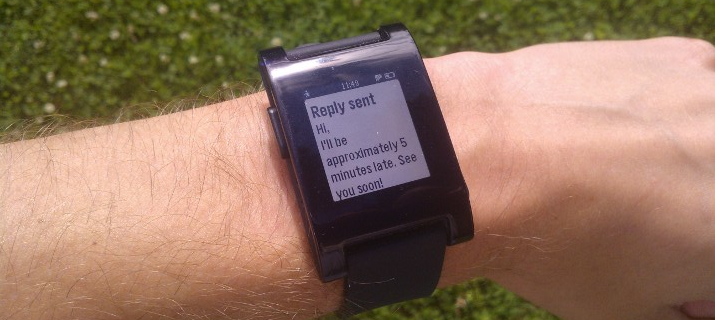 11:49
Reply sent
Hi,
I'll be
approximately 5
minutes late. See
you soon!